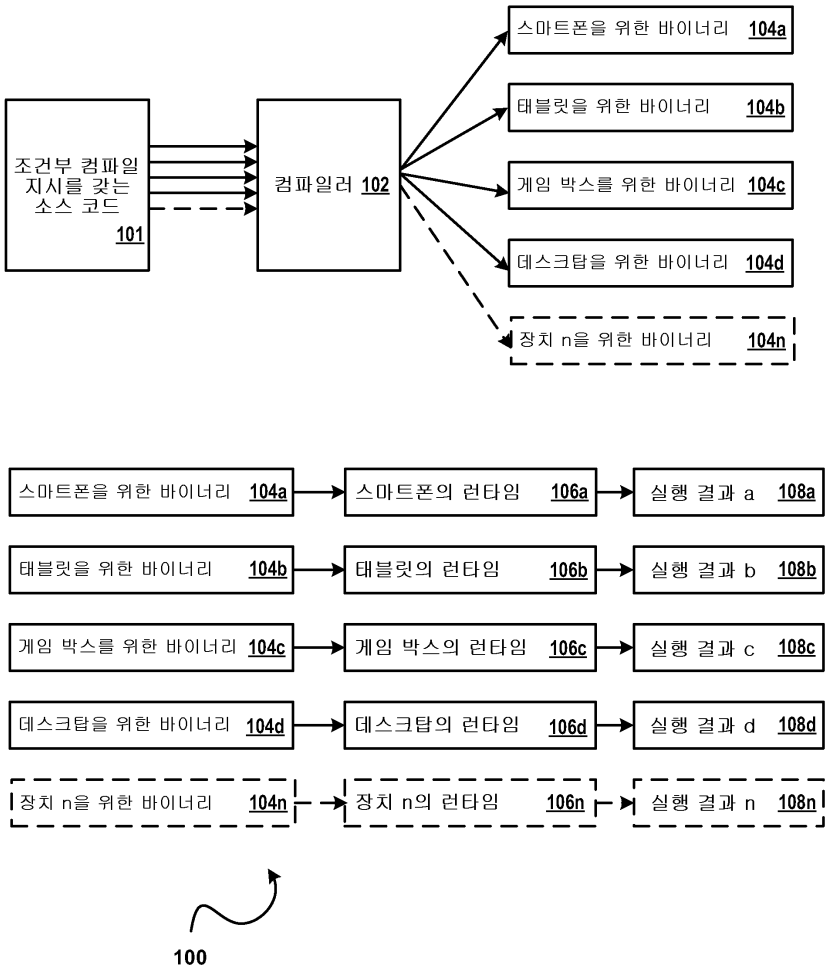 스마트폰을 위한 바이너리 104a
태블릿을 위한 바이너리 104b
조건부 컴파일
지시를 갖는
소스 코드
101
컴파일러 102
게임 박스를 위한 바이너리 104c
데스크탑을 위한 바이너리 104d
장치 n을 위한 바이너리 104n
스마트폰을 위한 바이너리 104a 스마트폰의 런타임 106a 실행 결과 a 108a
태블릿을 위한 바이너리 104b 태블릿의 런타임 106b 실행 결과 b 108b
게임 박스를 위한 바이너리 104c 게임 박스의 런타임 106c 실행 결과 c 108c
데스크탑을 위한 바이너리 104d 데스크탑의 런타임 106d 실행 결과 d 108d
장치 n을 위한 바이너리 104n 장치 n의 런타임 106n 실행 결과 n 108n
100